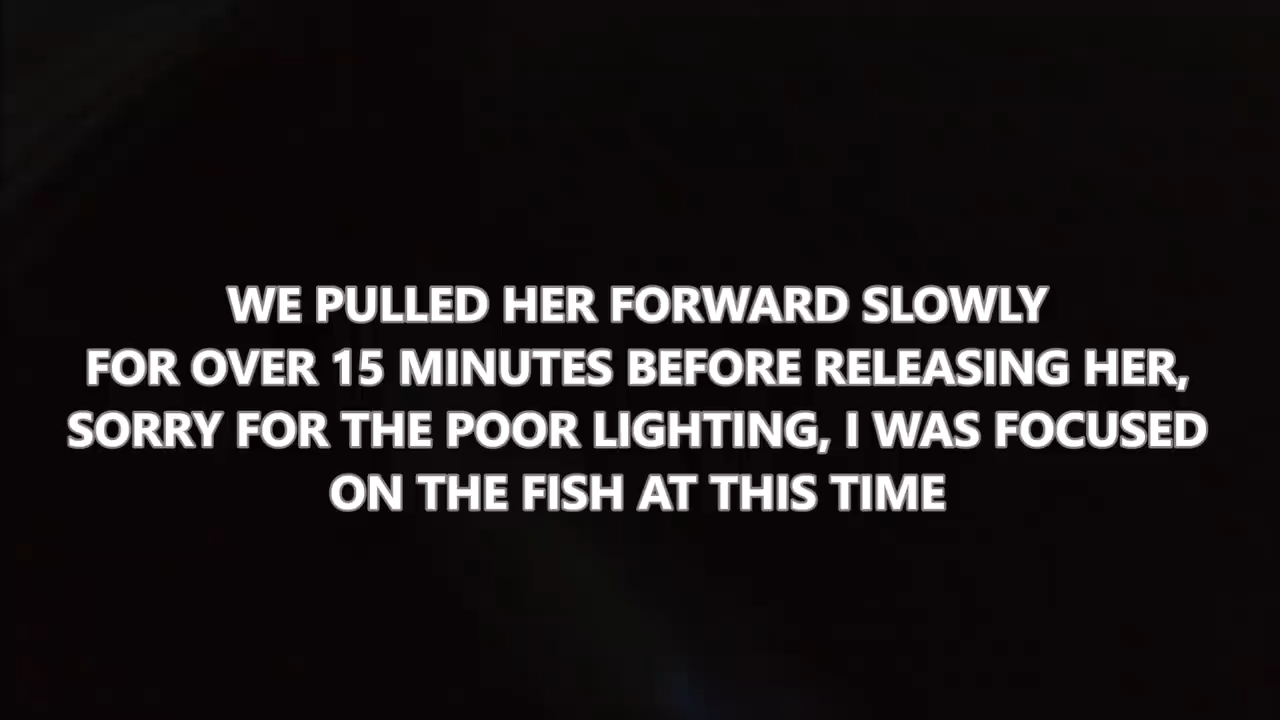 WE PULLED HER FORWARD SLOWLY
FOR OVER 15 MINUTES BEFORE RELEASING HER,
SORRY FOR THE POOR LIGHTING, I WAS FOCUSED
ON THE FISH AT THIS TIME